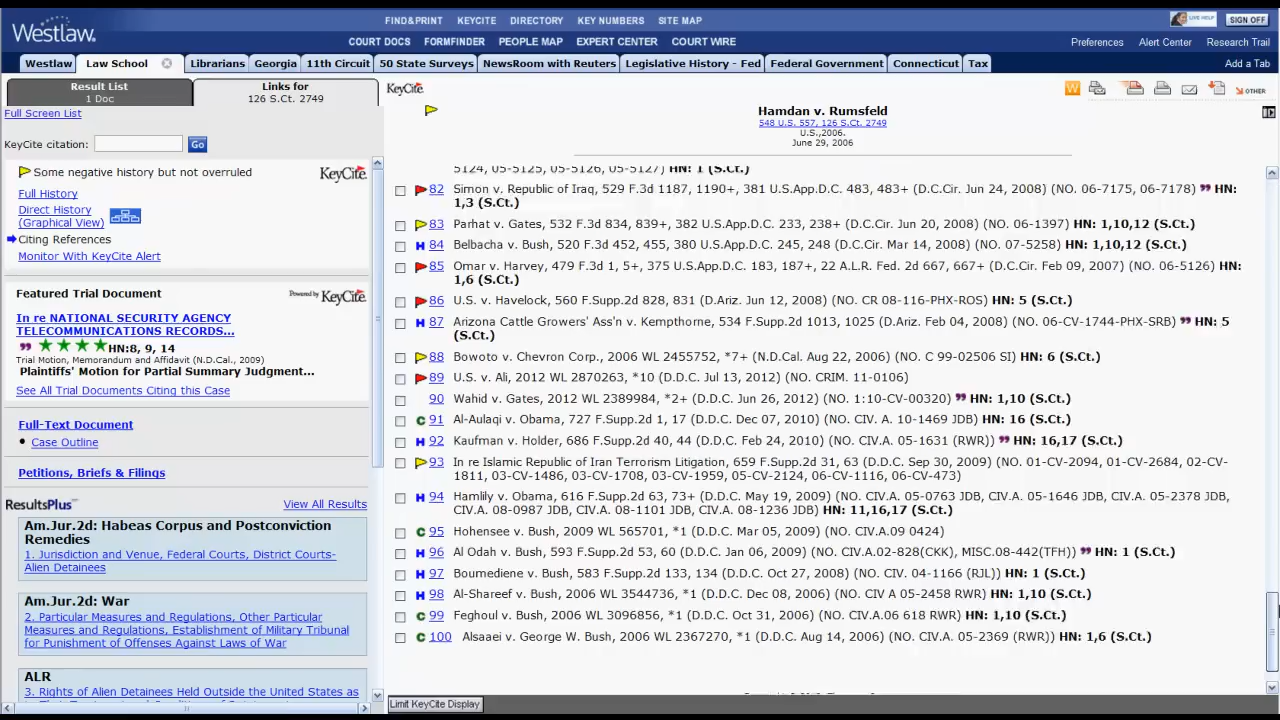 Westlaw.
FIND&PRINT KEYCITE DIRECTORY KEY NUMBERS SITE MAP
LIVE HELP SIGN OFF
COURT DOCS FORMFINDER PEOPLE MAP EXPERT CENTER COURT WIRE
Preferences Alert Center Research Trail
Westlaw Law School Librarians Georgia 11th Circuit 50 State Surveys NewsRoom with Reuters Legislative History - Fed Federal Government Connecticut Tax Add a Tab
Result List
1 Doc
Links for
126 S.Ct. 2749
Full Screen List
KeyCite citation: Go
Some negative history but not overruled KeyCite.
Full History
Direct History
(Graphical View)
Citing References
Monitor With KeyCite Alert
Featured Trial Document Powered by KeyCite.
In re NATIONAL SECURITY AGENCY
TELECOMMUNICATIONS RECORDS...
HN:8, 9, 14
Trial Motion, Memorandum and Affidavit (N.D.Cal., 2009)
Plaintiffs' Motion for Partial Summary Judgment...
See All Trial Documents Citing this Case
Full-Text Document
• Case Outline
Petitions, Briefs & Filings
ResultsPlus View All Results
Am.Jur.2d: Habeas Corpus and Postconviction
Remedies
1. Jurisdiction and Venue, Federal Courts, District Courts-
Alien Detainees
Am.Jur.2d: War
2. Particular Measures and Regulations, Other Particular
Measures and Regulations, Establishment of Military Tribunal
for Punishment of Offenses Against Laws of War
ALR
3. Rights of Alien Detainees Held Outside the United States as
KeyCite. W OTHER
Hamdan v. Rumsfeld
548 U.S. 557, 126 S.Ct. 2749
U.S.,2006.
June 29, 2006
5124, 05-5125, 05-5126, 05-5127) HN: 1 (S.Ct.)
82 Simon v. Republic of Iraq, 529 F.3d 1187, 1190+, 381 U.S.App.D.C. 483, 483+ (D.C.Cir. Jun 24, 2008) (NO. 06-7175, 06-7178) " HN:
1,3 (S.Ct.)
83 Parhat v. Gates, 532 F.3d 834, 839+, 382 U.S.App.D.C. 233, 238+ (D.C.Cir. Jun 20, 2008) (NO. 06-1397) HN: 1,10,12 (S.Ct.)
H 84 Belbacha v. Bush, 520 F.3d 452, 455, 380 U.S.App.D.C. 245, 248 (D.C.Cir. Mar 14, 2008) (NO. 07-5258) HN: 1,10,12 (S.Ct.)
85 Omar v. Harvey, 479 F.3d 1, 5+, 375 U.S.App.D.C. 183, 187+, 22 A.L.R. Fed. 2d 667, 667+ (D.C.Cir. Feb 09, 2007) (NO. 06-5126) HN:
1,6 (S.Ct.)
86 U.S. v. Havelock, 560 F.Supp.2d 828, 831 (D.Ariz. Jun 12, 2008) (NO. CR 08-116-PHX-ROS) HN: 5 (S.Ct.)
H 87 Arizona Cattle Growers' Ass'n v. Kempthorne, 534 F.Supp.2d 1013, 1025 (D.Ariz. Feb 04, 2008) (NO. 06-CV-1744-PHX-SRB) " HN: 5
(S.Ct.)
88 Bowoto v. Chevron Corp., 2006 WL 2455752, *7+ (N.D.Cal. Aug 22, 2006) (NO. C 99-02506 SI) HN: 6 (S.Ct.)
89 U.S. v. Ali, 2012 WL 2870263, *10 (D.D.C. Jul 13, 2012) (NO. CRIM. 11-0106)
90 Wahid v. Gates, 2012 WL 2389984, *2+ (D.D.C. Jun 26, 2012) (NO. 1:10-CV-00320) " HN: 1,10 (S.Ct.)
C 91 Al-Aulaqi v. Obama, 727 F.Supp.2d 1, 17 (D.D.C. Dec 07, 2010) (NO. CIV. A. 10-1469 JDB) HN: 16 (S.Ct.)
H 92 Kaufman v. Holder, 686 F.Supp.2d 40, 44 (D.D.C. Feb 24, 2010) (NO. CIV.A. 05-1631 (RWR)) " HN: 16,17 (S.Ct.)
93 In re Islamic Republic of Iran Terrorism Litigation, 659 F.Supp.2d 31, 63 (D.D.C. Sep 30, 2009) (NO. 01-CV-2094, 01-CV-2684, 02-CV-
1811, 03-CV-1486, 03-CV-1708, 03-CV-1959, 05-CV-2124, 06-CV-1116, 06-CV-473)
H 94 Hamlily v. Obama, 616 F.Supp.2d 63, 73+ (D.D.C. May 19, 2009) (NO. CIV.A. 05-0763 JDB, CIV.A. 05-1646 JDB, CIV.A. 05-2378 JDB,
CIV.A. 08-0987 JDB, CIV.A. 08-1101 JDB, CIV.A. 08-1236 JDB) HN: 11,16,17 (S.Ct.)
C 95 Hohensee v. Bush, 2009 WL 565701, *1 (D.D.C. Mar 05, 2009) (NO. CIV.A.09 0424)
H 96 Al Odah v. Bush, 593 F.Supp.2d 53, 60 (D.D.C. Jan 06, 2009) (NO. CIV.A.02-828(CKK), MISC.08-442(TFH)) " HN: 1 (S.Ct.)
H 97 Boumediene v. Bush, 583 F.Supp.2d 133, 134 (D.D.C. Oct 27, 2008) (NO. CIV. 04-1166 (RJL)) HN: 1 (S.Ct.)
H 98 Al-Shareef v. Bush, 2006 WL 3544736, *1 (D.D.C. Dec 08, 2006) (NO. CIV A 05-2458 RWR) HN: 1,10 (S.Ct.)
C 99 Feghoul v. Bush, 2006 WL 3096856, *1 (D.D.C. Oct 31, 2006) (NO. CIV.A.06 618 RWR) HN: 1,10 (S.Ct.)
C 100 Alsaaei v. George W. Bush, 2006 WL 2367270, *1 (D.D.C. Aug 14, 2006) (NO. CIV.A. 05-2369 (RWR)) HN: 1,6 (S.Ct.)
Limit KeyCite Display